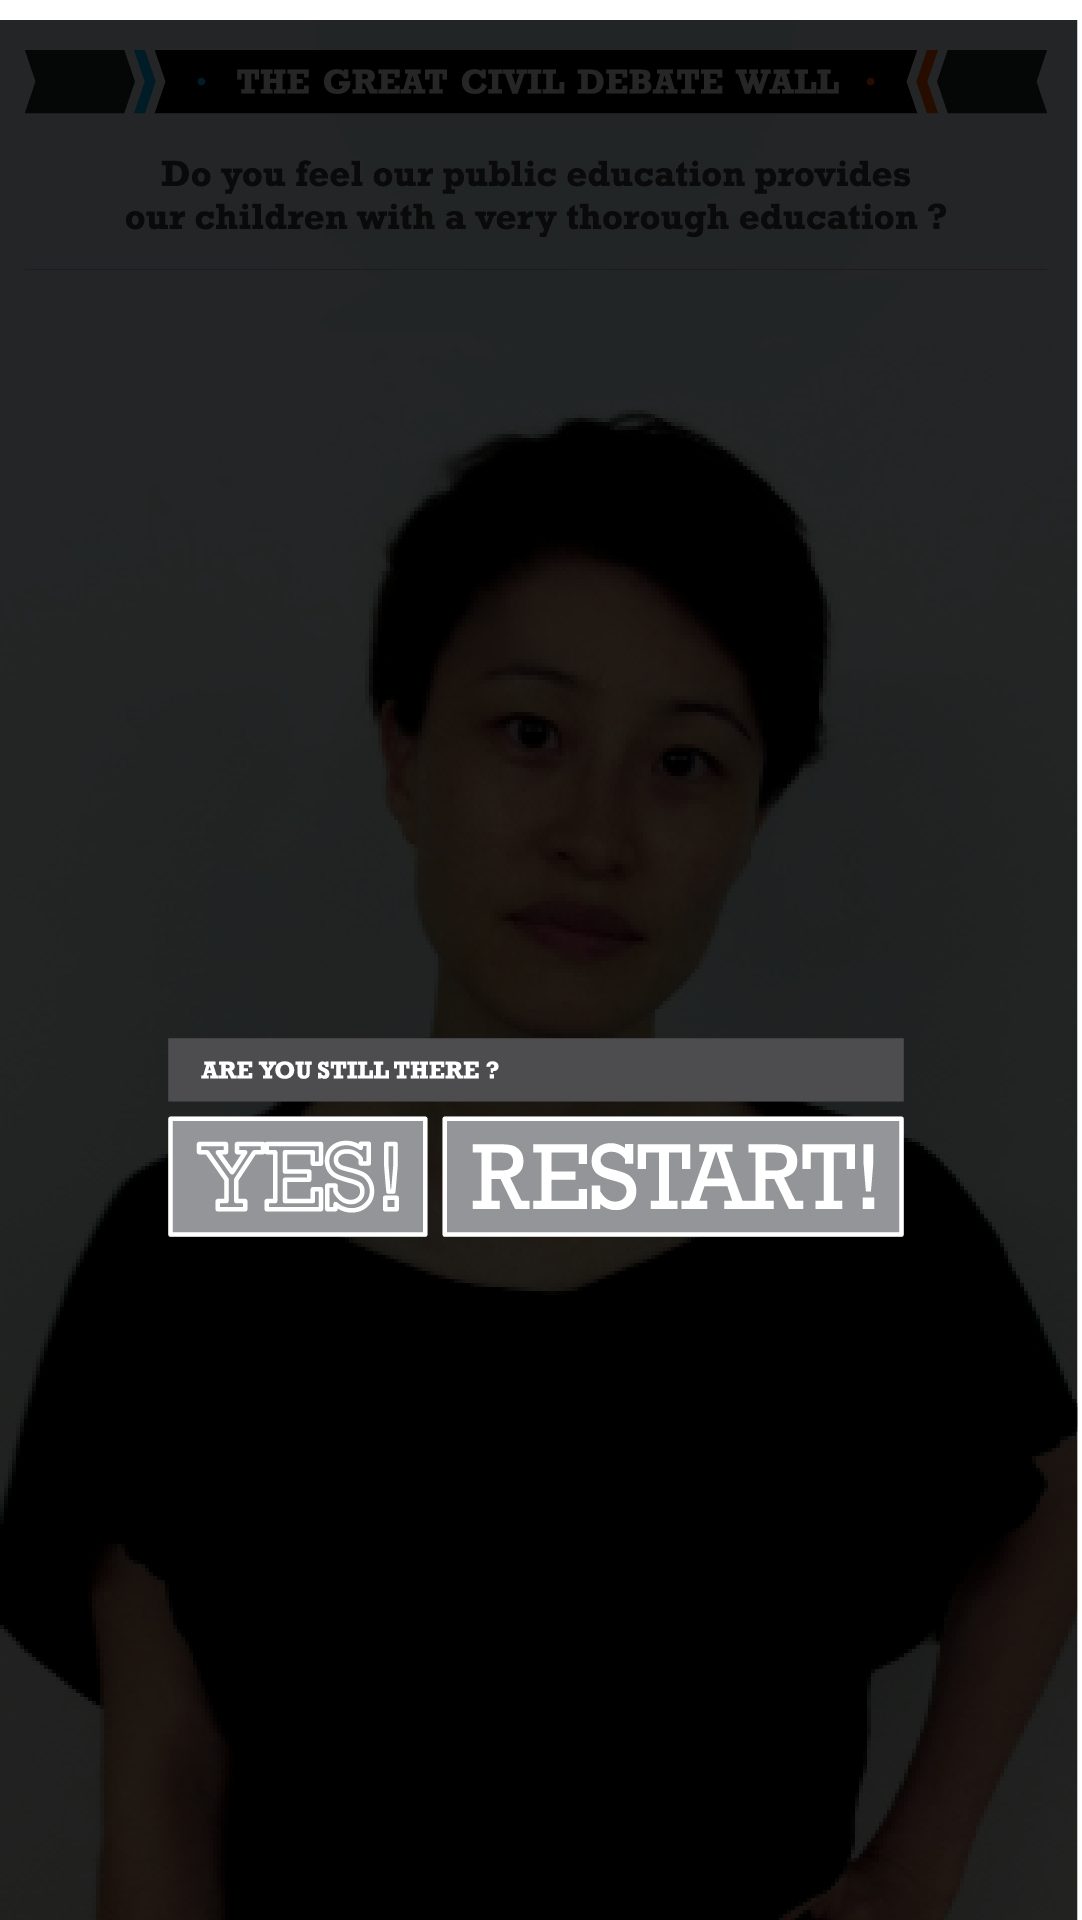 THE GREAT CIVIL DEBATE WALL
Do you feel our public education provides
our children with a very thorough education ?
ARE YOU STILL THERE ?
YES!
RESTART!